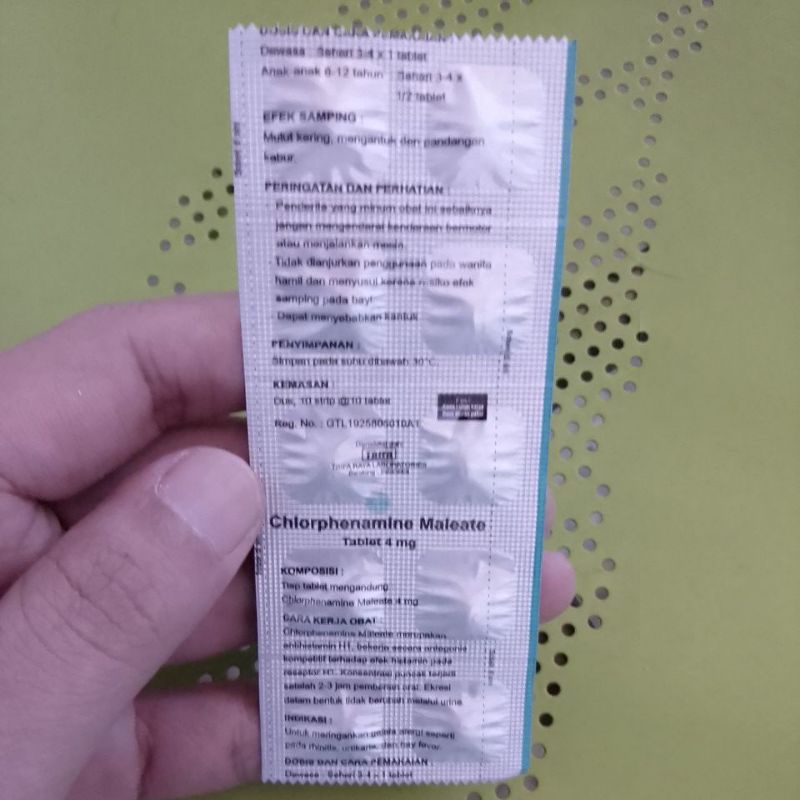 DOSIS DAN CARA PEMAKAIAN
Dewasa : Sehari 3-4 x 1 tablet
Anak anak 6-12 tahun : Sehari 3-4 x
1/2 tablet
EFEK SAMPING :
Mulut kering, mengantuk dan pandangan
kabur.
PERINGATAN DAN PERHATIAN :
Penderita yang minum obat ini sebaiknya
jangan mengendarai kendaraan bermotor
atau menjalankan mesin.
Tidak dianjurkan penggunaan pada wanita
hamil dan menyusui karena risiko efek
samping pada bayi
Dapat menyebabkan kantuk
PENYIMPANAN :
Simpan pada suhu dibawah 30°C.
KEMASAN :
Dus, 10 strip @10 tablet
Reg. No. : GTL1925806010A1
Chlorphenamine Maleate
Tablet 4 mg
KOMPOSISI :
Tiap tablet mengandung
Chlorphenamine Maleate 4 mg
CARA KERJA OBAT :
Chlorphenamine Maleate merupakan
antihistamin H1, bekerja secara antagonis
kompetitif terhadap efek histamin pada
reseptor H1. Konsentrasi puncak terjadi
setelah 2-3 jam pemberian oral. Ekresi
dalam bentuk tidak berubah melalui urine
INDIKASI :
Untuk meringankan gejala alergi seperti
pada rhinitis, urtikaria, dan hay fever.
DOSIS DAN CARA PEMAKAIAN
Dewasa : Sehari 3-4 x 1 tablet